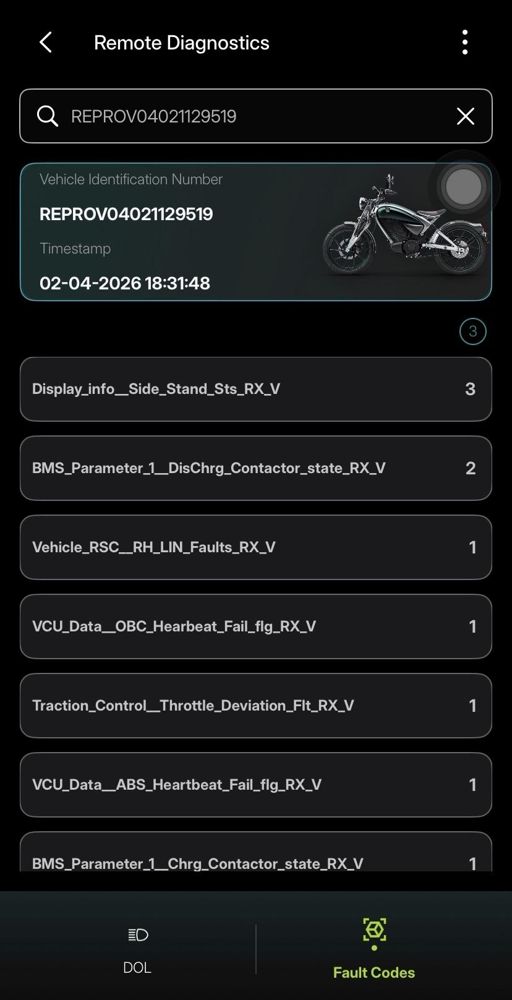 Remote Diagnostics
REPROV04021129519
Vehicle Identification Number
REPROV04021129519
Timestamp
02-04-2026 18:31:48
3
Display_info__Side_Stand_Sts_RX_V 3
BMS_Parameter_1__DisChrg_Contactor_state_RX_V 2
Vehicle_RSC__RH_LIN_Faults_RX_V 1
VCU_Data__OBC_Hearbeat_Fail_flg_RX_V 1
Traction_Control__Throttle_Deviation_Flt_RX_V 1
VCU_Data__ABS_Heartbeat_Fail_flg_RX_V 1
BMS_Parameter_1__Chrg_Contactor_state_RX_V 1
DOL
Fault Codes